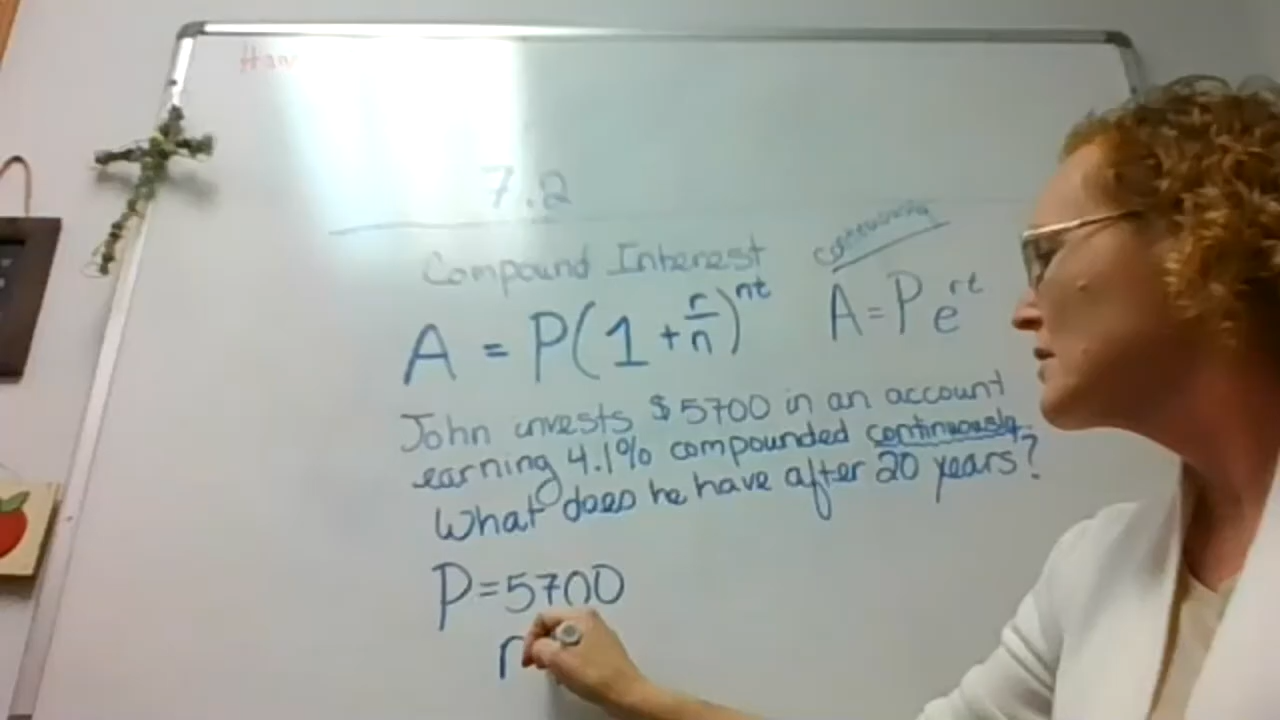 7.2
Compound Interest
A = P(1 + r/n)^nt
A = Pe^rt
John invests $5700 in an account
earning 4.1% compounded continuously.
What does he have after 20 years?
P = 5700
r